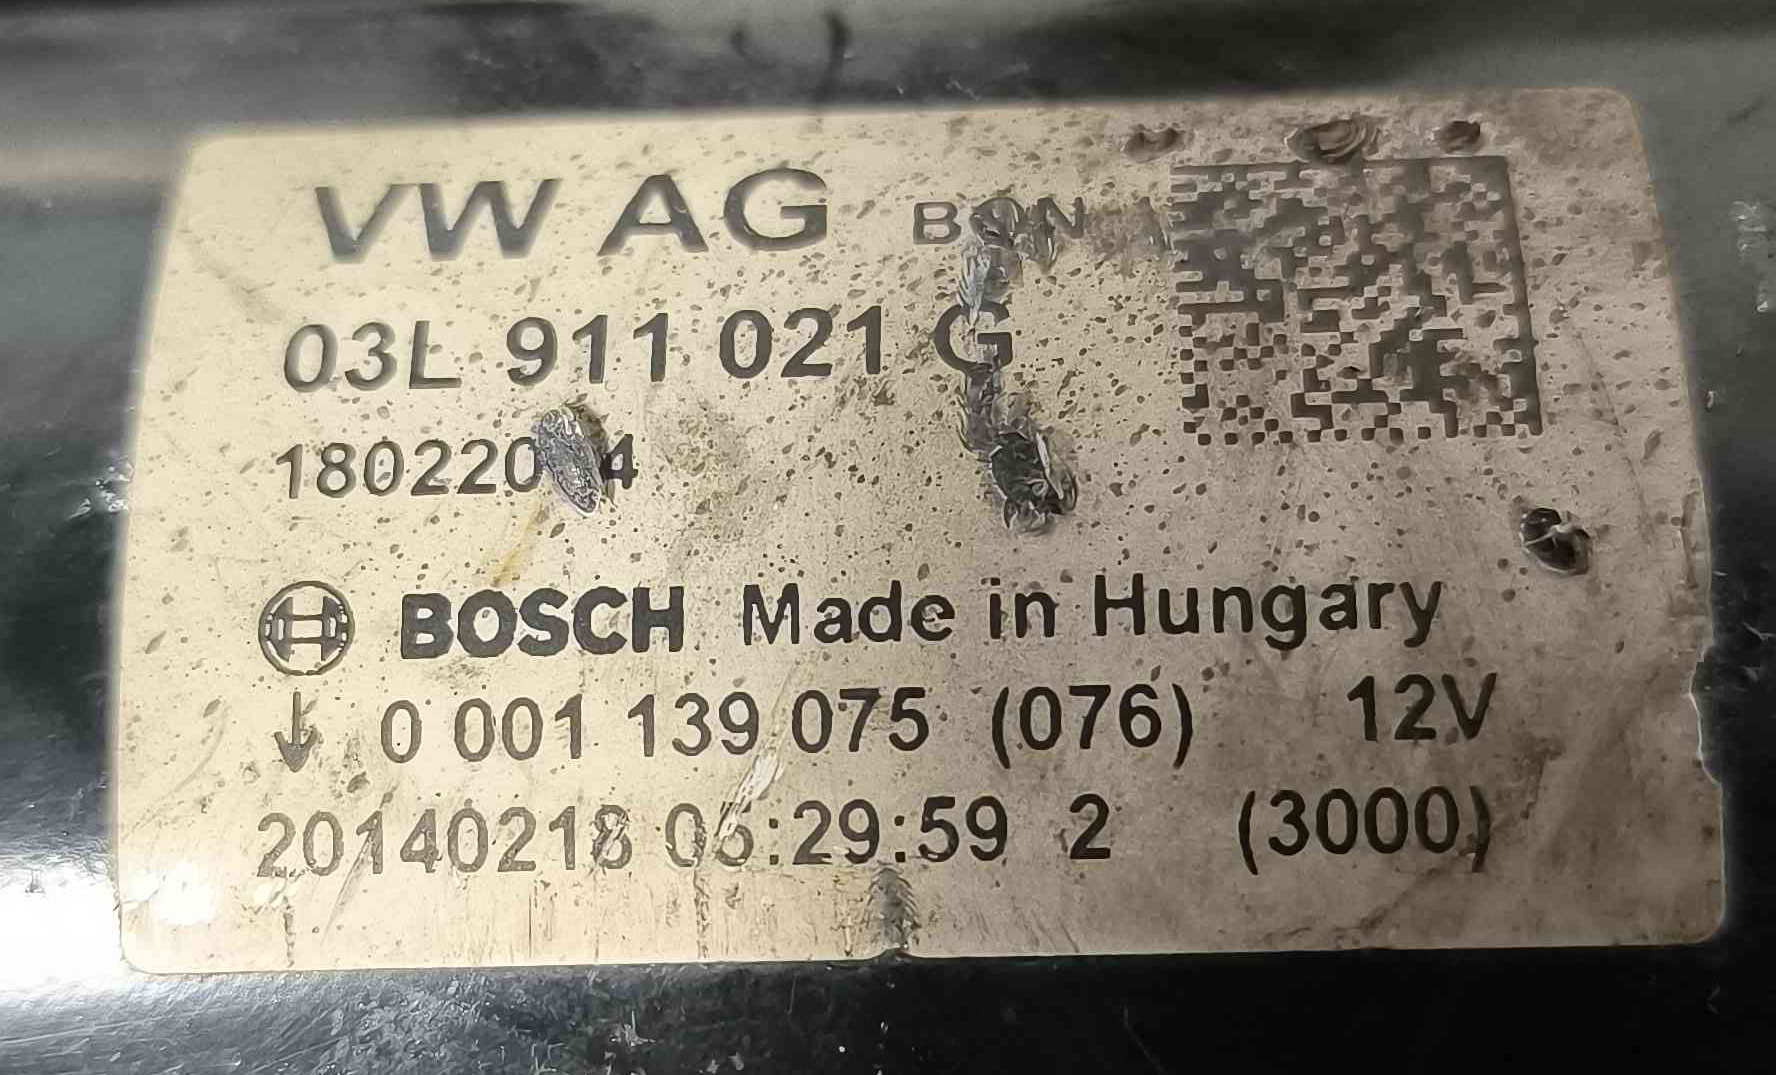 VW AG
03L 911 021 G
BOSCH Made in Hungary
↓ 0 001 139 075 (076) 12V
20140218 :29:59 2 (3000)